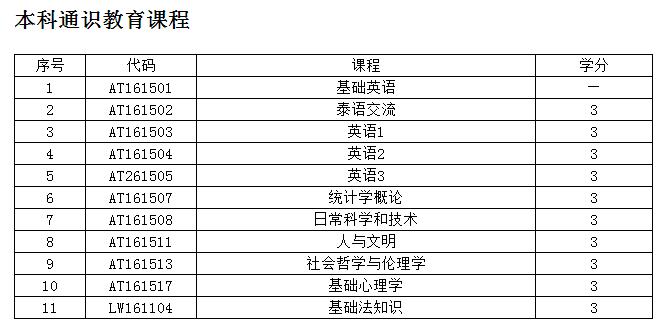 本科通识教育课程
序号 代码 课程 学分
1 AT161501 基础英语 —
2 AT161502 泰语交流 3
3 AT161503 英语1 3
4 AT161504 英语2 3
5 AT261505 英语3 3
6 AT161507 统计学概论 3
7 AT161508 日常科学和技术 3
8 AT161511 人与文明 3
9 AT161513 社会哲学与伦理学 3
10 AT161517 基础心理学 3
11 LW161104 基础法知识 3